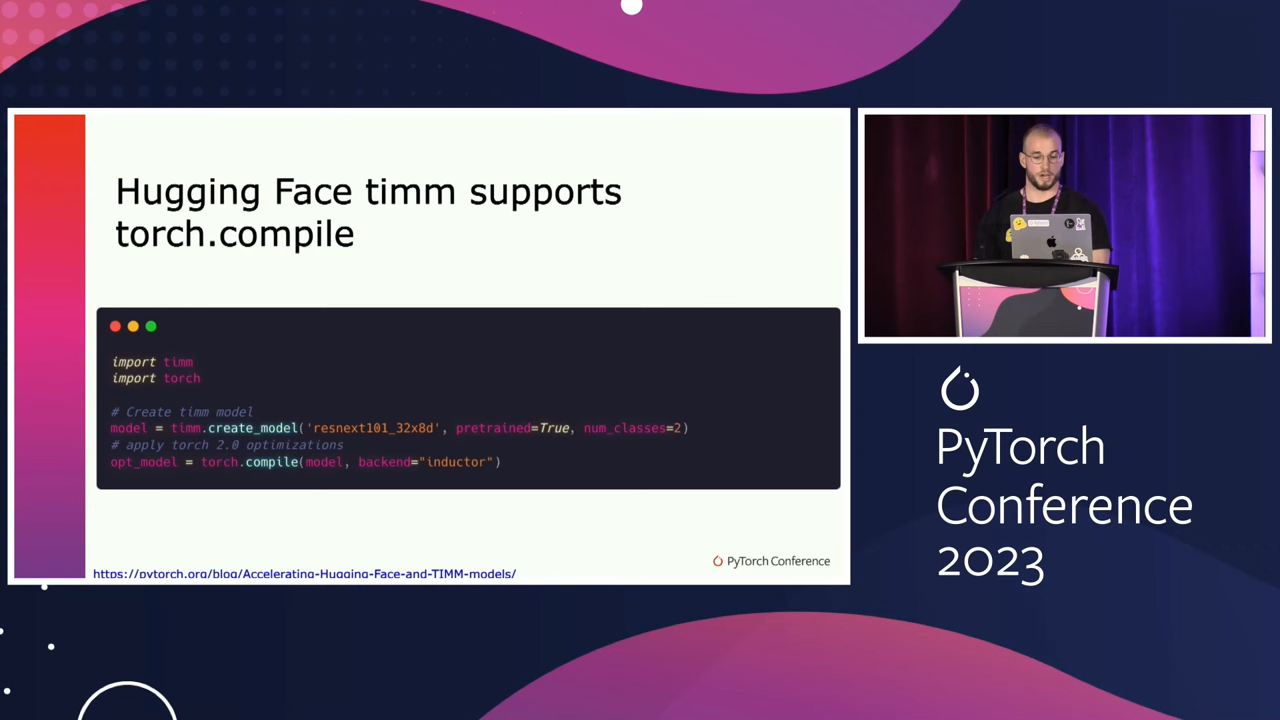 Hugging Face timm supports
torch.compile
import timm
import torch
# Create timm model
model = timm.create_model('resnext101_32x8d', pretrained=True, num_classes=2)
# apply torch 2.0 optimizations
opt_model = torch.compile(model, backend="inductor")
https://pytorch.org/blog/Accelerating-Hugging-Face-and-TIMM-models/
PyTorch Conference
PyTorch
Conference
2023